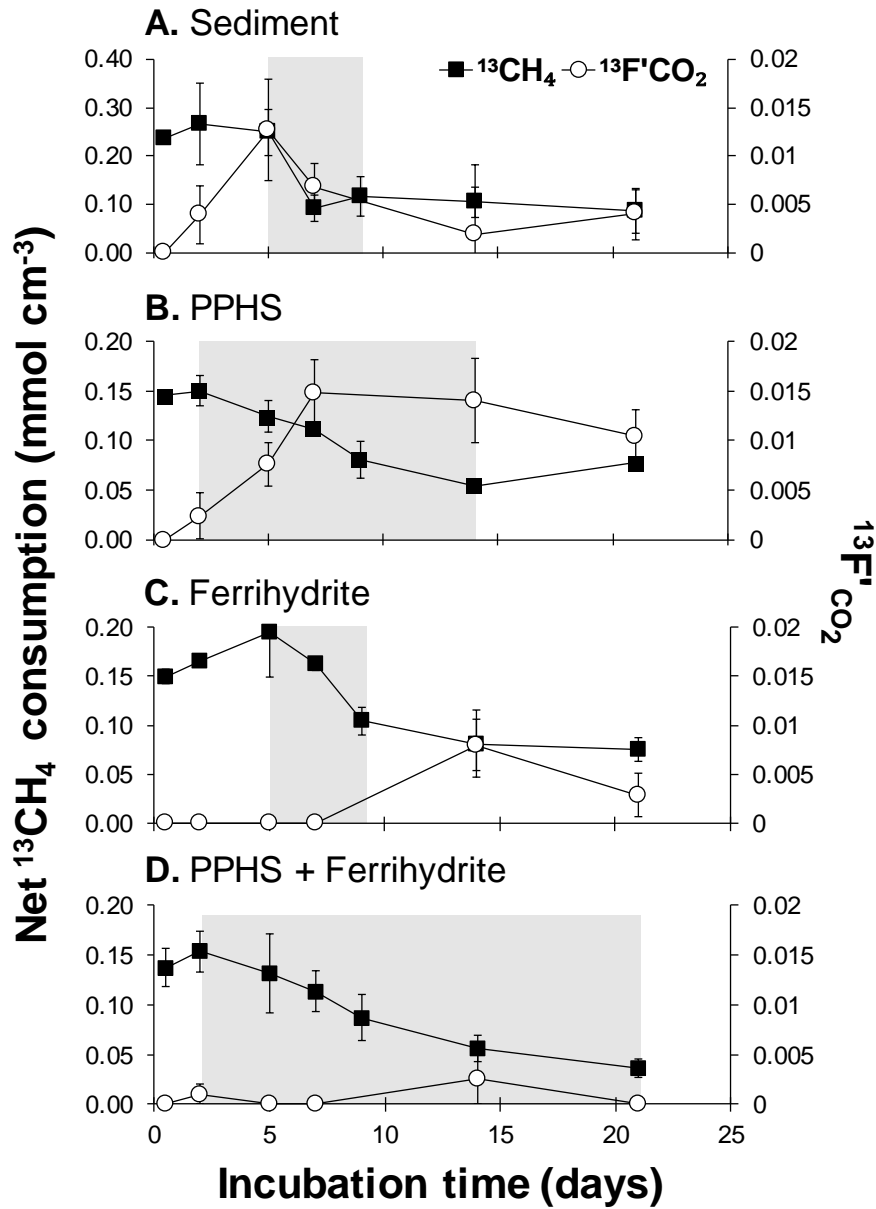 A. Sediment
¹³CH₄ ¹³F'CO₂
0.40 0.02
0.30 0.015
0.20 0.01
0.10 0.005
0.00 0
B. PPHS
0.20 0.02
0.15 0.015
0.10 0.01
0.05 0.005
0.00 0
C. Ferrihydrite
0.20 0.02
0.15 0.015
0.10 0.01
0.05 0.005
0.00 0
D. PPHS + Ferrihydrite
0.20 0.02
0.15 0.015
0.10 0.01
0.05 0.005
0.00 0
0 5 10 15 20 25
Incubation time (days)
Net ¹³CH₄ consumption (mmol cm⁻³)
¹³F'CO₂